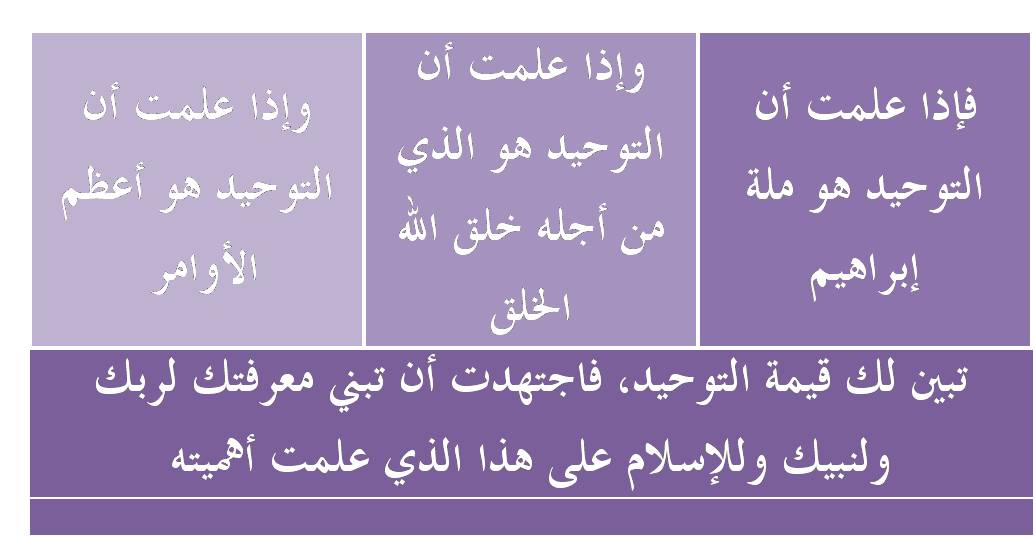 فإذا علمت أن
التوحيد هو ملة
إبراهيم
وإذا علمت أن
التوحيد هو الذي
من أجله خلق الله
الخلق
وإذا علمت أن
التوحيد هو أعظم
الأوامر
تبين لك قيمة التوحيد، فاجتهدت أن تبني معرفتك لربك
ولنبيك وللإسلام على هذا الذي علمت أهميته